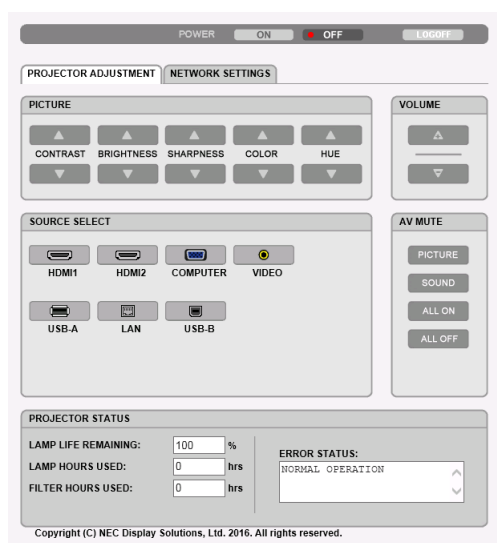 POWER ON OFF LOGOFF
PROJECTOR ADJUSTMENT NETWORK SETTINGS
PICTURE
CONTRAST BRIGHTNESS SHARPNESS COLOR HUE
VOLUME
SOURCE SELECT
HDMI1 HDMI2 COMPUTER VIDEO
USB-A LAN USB-B
AV MUTE
PICTURE
SOUND
ALL ON
ALL OFF
PROJECTOR STATUS
LAMP LIFE REMAINING: 100 %
LAMP HOURS USED: 0 hrs
FILTER HOURS USED: 0 hrs
ERROR STATUS:
NORMAL OPERATION
Copyright (C) NEC Display Solutions, Ltd. 2016. All rights reserved.